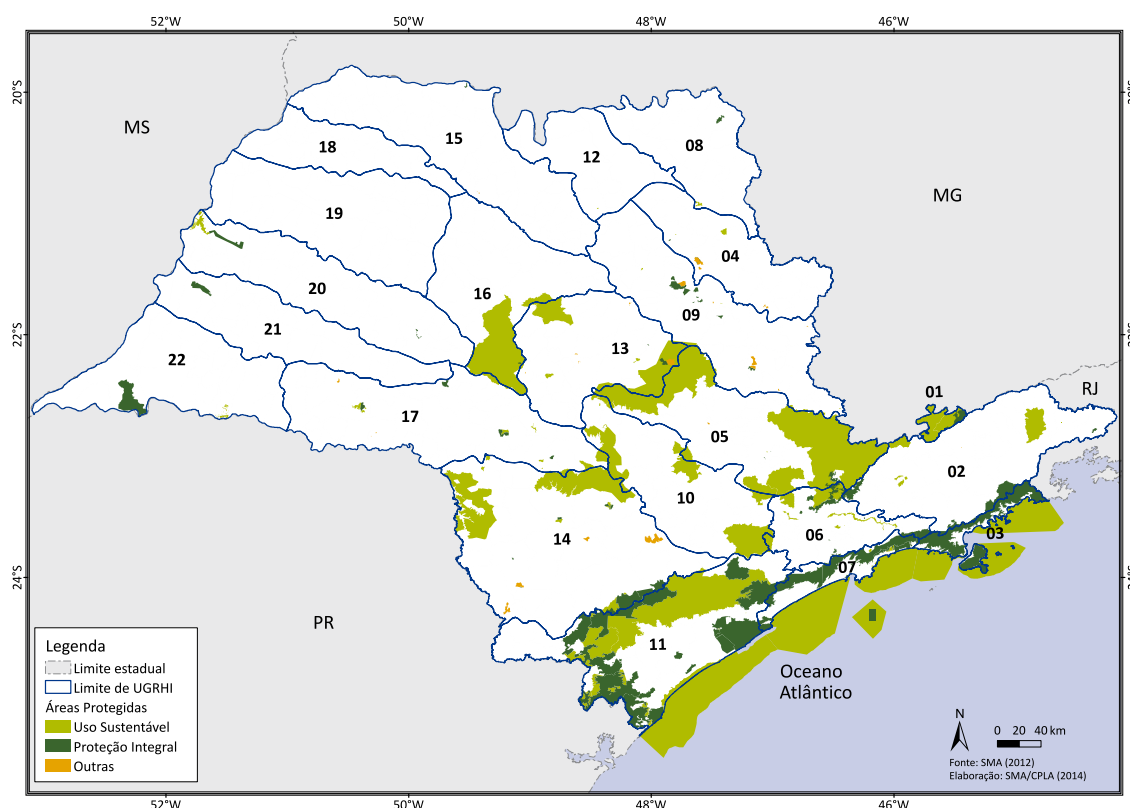 52°W 50°W 48°W 46°W
20°S
22°S
24°S
MS
MG
RJ
PR
15
18
12
08
19
04
20
16
09
21
13
22
01
17
05
02
10
14
06
03
07
11
Oceano
Atlântico
Legenda
Limite estadual
Limite de UGRHI
Áreas Protegidas
Uso Sustentável
Proteção Integral
Outras
N
0 20 40 km
Fonte: SMA (2012)
Elaboração: SMA/CPLA (2014)
52°W 50°W 48°W 46°W